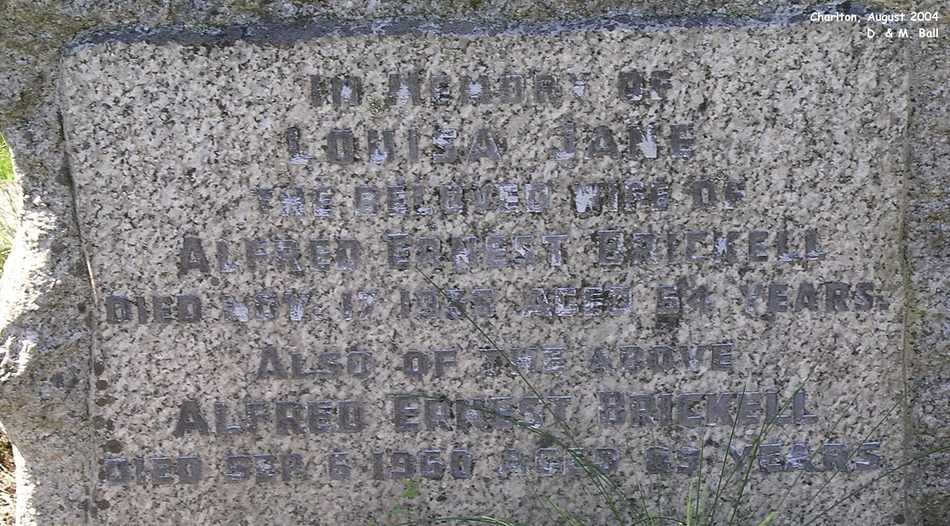 Charlton, August 2004
D. & M. Ball
IN MEMORY OF
LOUISA JANE
THE BELOVED WIFE OF
ALFRED ERNEST BRICKELL
DIED NOV. 17 AGED 54 YEARS.
ALSO OF THE ABOVE
ALFRED ERNEST BRICKELL
DIED SEP. 6 1950 AGED YEARS